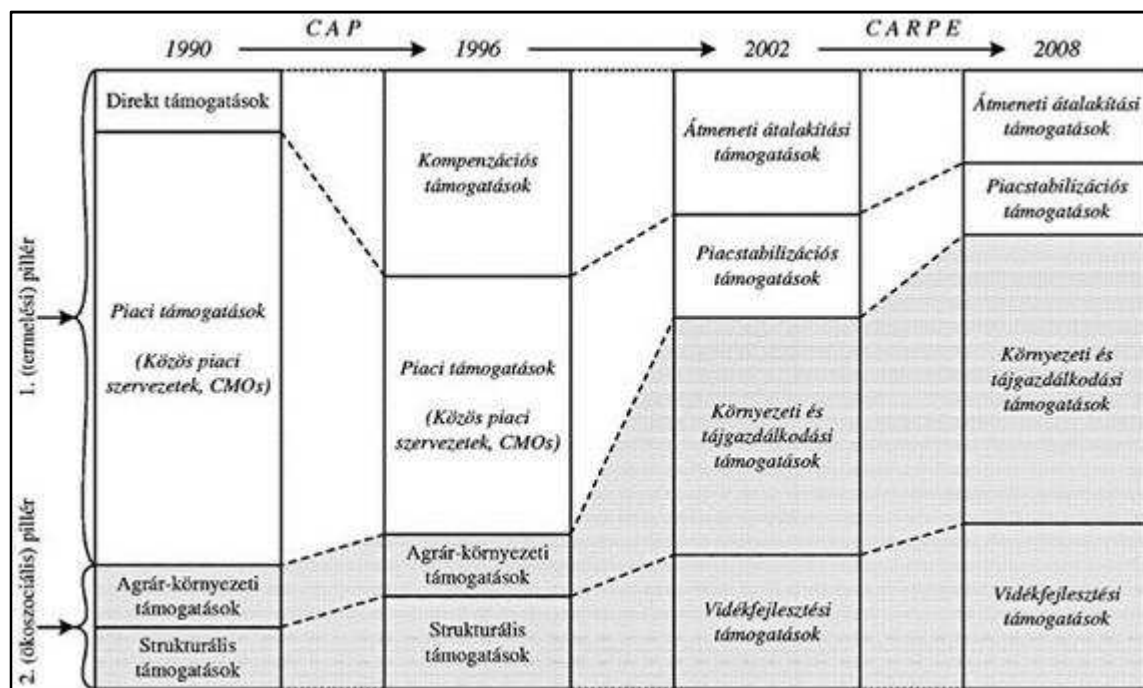 CAP
CARPE
1990
1996
2002
2008
1. (termelési) pillér
2. (ökoszociális) pillér
Direkt támogatások
Piaci támogatások
(Közös piaci
szervezetek, CMOs)
Agrár-környezeti
támogatások
Strukturális
támogatások
Kompenzációs
támogatások
Piaci támogatások
(Közös piaci
szervezetek, CMOs)
Agrár-környezeti
támogatások
Strukturális
támogatások
Átmeneti átalakítási
támogatások
Piacstabilizációs
támogatások
Környezeti és
tájgazdálkodási
támogatások
Vidékfejlesztési
támogatások
Átmeneti átalakítási
támogatások
Piacstabilizációs
támogatások
Környezeti és
tájgazdálkodási
támogatások
Vidékfejlesztési
támogatások